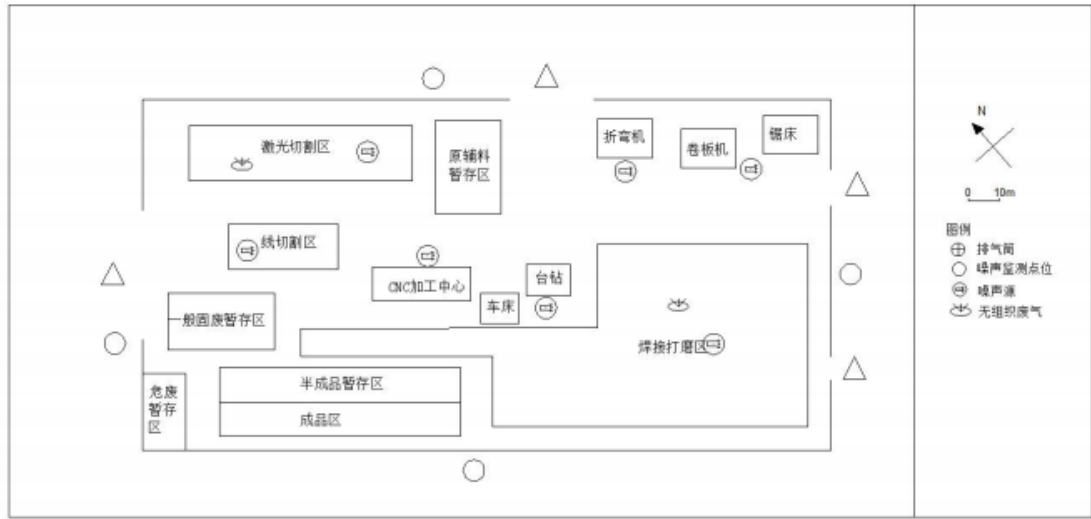 激光切割区
原辅料
暂存区
折弯机
卷板机
锯床
线切割区
CNC加工中心
台钻
车床
一般固废暂存区
焊接打磨区
半成品暂存区
成品区
危废
暂存
区
N
0 10m
图例
排气筒
噪声监测点位
噪声源
无组织废气